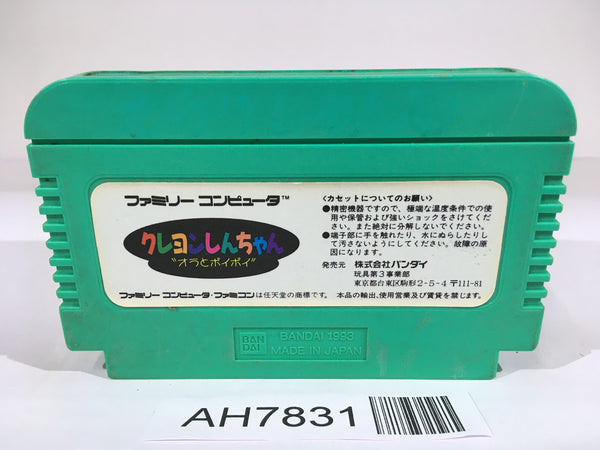 ファミリー コンピュータ™
クレヨンしんちゃん
"オラとポイポイ"
〈カセットについてのお願い〉
●精密機器ですので、極端な温度条件での使
用や保管および強いショックをさけてくだ
さい。また絶対に分解しないでください。
●端子部に手を触れたり、水にぬらしたりし
て汚さないようにしてください。故障の原
因になります。
発売元 株式会社バンダイ
玩具第3事業部
東京都台東区駒形2-5-4 〒111-81
ファミリー コンピュータ・ファミコンは任天堂の商標です。 本品の輸出、使用営業及び賃貸を禁じます。
BAN
DAI
BANDAI 1993
MADE IN JAPAN
AH7831